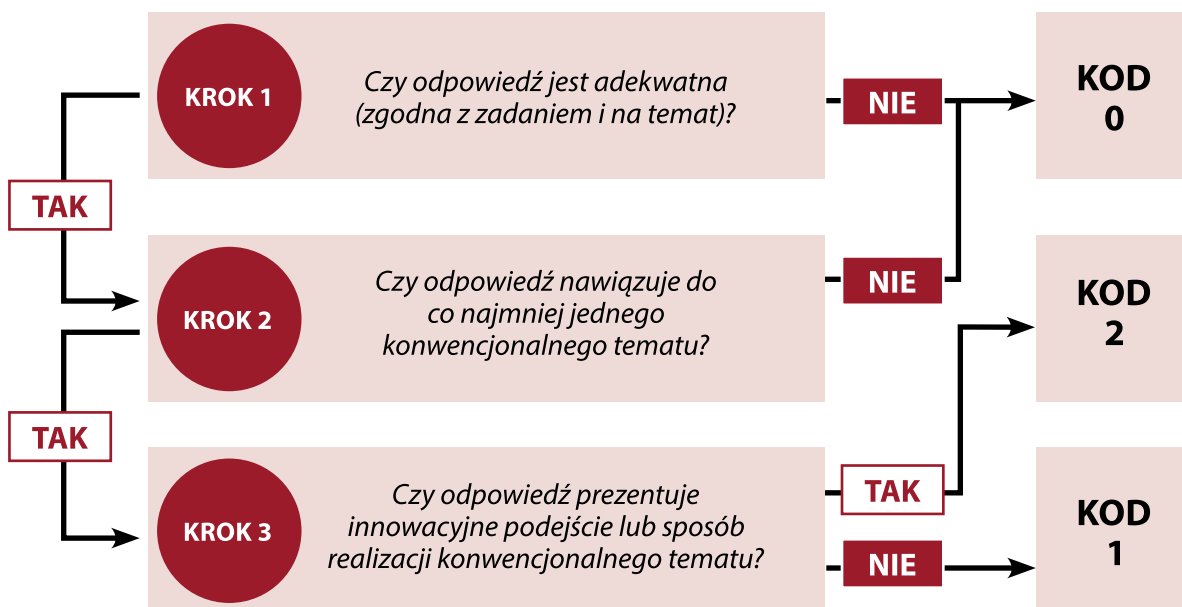 KROK 1
Czy odpowiedź jest adekwatna
(zgodna z zadaniem i na temat)?
NIE
KOD
0
TAK
KROK 2
Czy odpowiedź nawiązuje do
co najmniej jednego
konwencjonalnego tematu?
NIE
KOD
2
TAK
KROK 3
Czy odpowiedź prezentuje
innowacyjne podejście lub sposób
realizacji konwencjonalnego tematu?
TAK
NIE
KOD
1